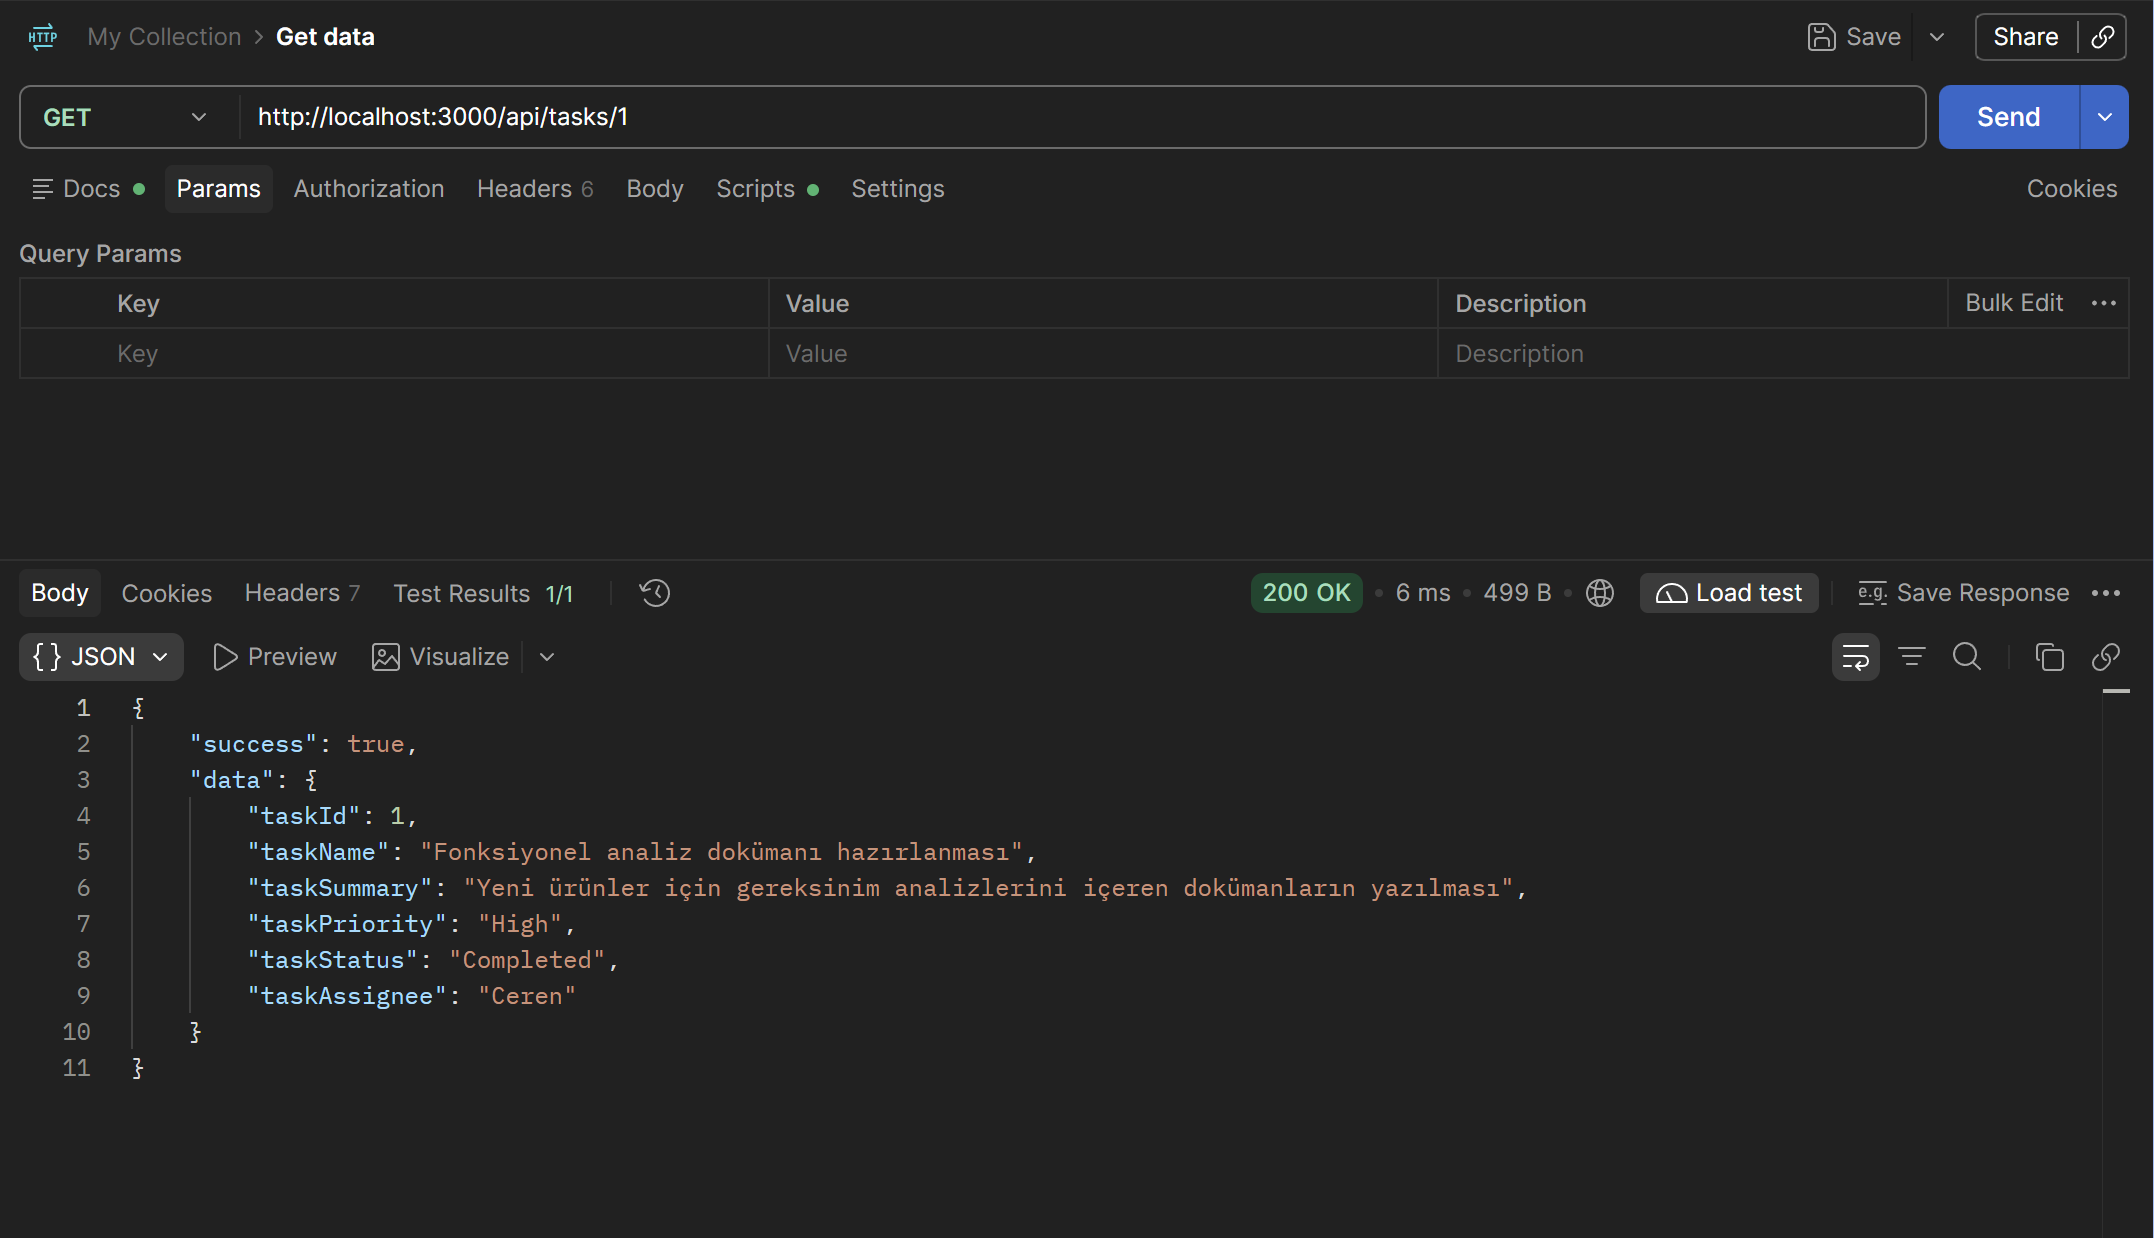 HTTP My Collection > Get data Save Share
GET http://localhost:3000/api/tasks/1 Send
Docs Params Authorization Headers 6 Body Scripts Settings Cookies
Query Params
Key Value Description Bulk Edit
Key Value Description
Body Cookies Headers 7 Test Results 1/1 200 OK • 6 ms • 499 B • Load test e.g. Save Response
{} JSON Preview Visualize
1 {
2 "success": true,
3 "data": {
4 "taskId": 1,
5 "taskName": "Fonksiyonel analiz dokümanı hazırlanması",
6 "taskSummary": "Yeni ürünler için gereksinim analizlerini içeren dokümanların yazılması",
7 "taskPriority": "High",
8 "taskStatus": "Completed",
9 "taskAssignee": "Ceren"
10 }
11 }